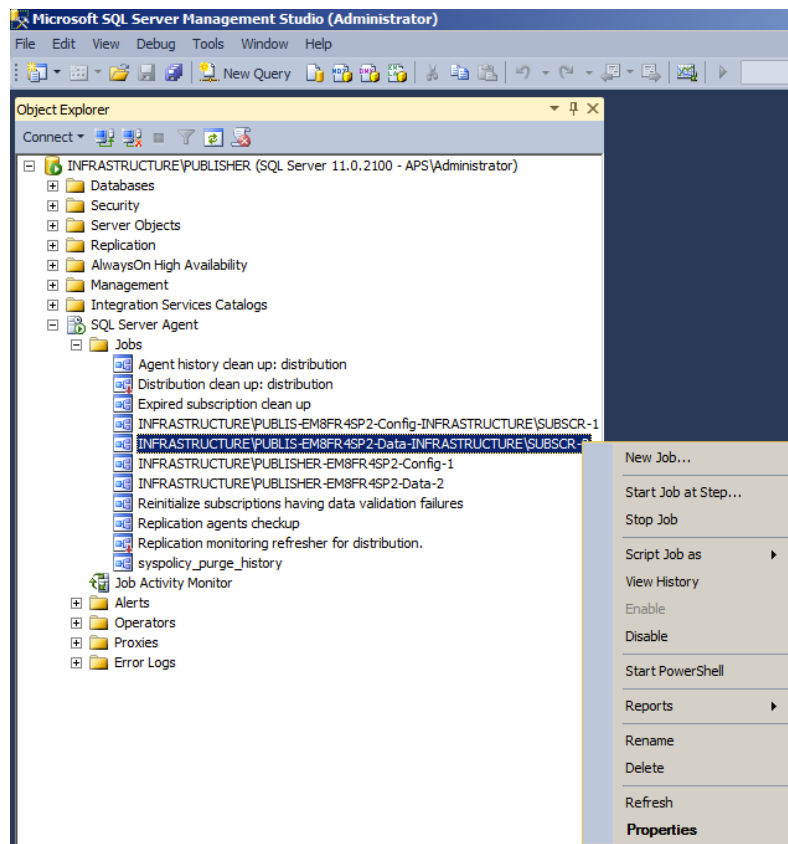 Microsoft SQL Server Management Studio (Administrator)
File Edit View Debug Tools Window Help
New Query
Object Explorer
Connect
INFRASTRUCTURE\PUBLISHER (SQL Server 11.0.2100 - APS\Administrator)
Databases
Security
Server Objects
Replication
AlwaysOn High Availability
Management
Integration Services Catalogs
SQL Server Agent
Jobs
Agent history clean up: distribution
Distribution clean up: distribution
Expired subscription clean up
INFRASTRUCTURE\PUBLIS-EM8FR4SP2-Config-INFRASTRUCTURE\SUBSCR-1
INFRASTRUCTURE\PUBLIS-EM8FR4SP2-Data-INFRASTRUCTURE\SUBSCR-
INFRASTRUCTURE\PUBLISHER-EM8FR4SP2-Config-1
INFRASTRUCTURE\PUBLISHER-EM8FR4SP2-Data-2
Reinitialize subscriptions having data validation failures
Replication agents checkup
Replication monitoring refresher for distribution.
syspolicy_purge_history
Job Activity Monitor
Alerts
Operators
Proxies
Error Logs
New Job...
Start Job at Step...
Stop Job
Script Job as
View History
Enable
Disable
Start PowerShell
Reports
Rename
Delete
Refresh
Properties